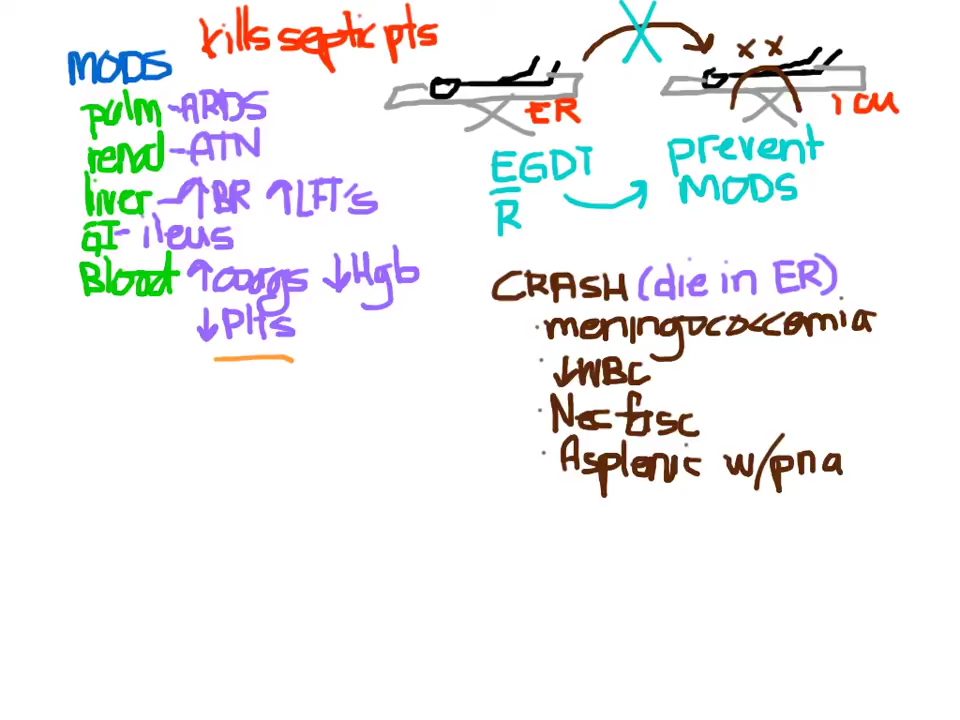 kills septic pts
MODS
pulm - ARDS
renal - ATN
liver - ↑BR ↑LFT's
GI - ileus
Blood ↑coags ↓Hgb
↓Plts
x x
ER
ICU
EGDT
R
prevent
MODS
CRASH (die in ER)
· meningococcemia
· ↓WBC
· Nec fasc
· Asplenic w/pna